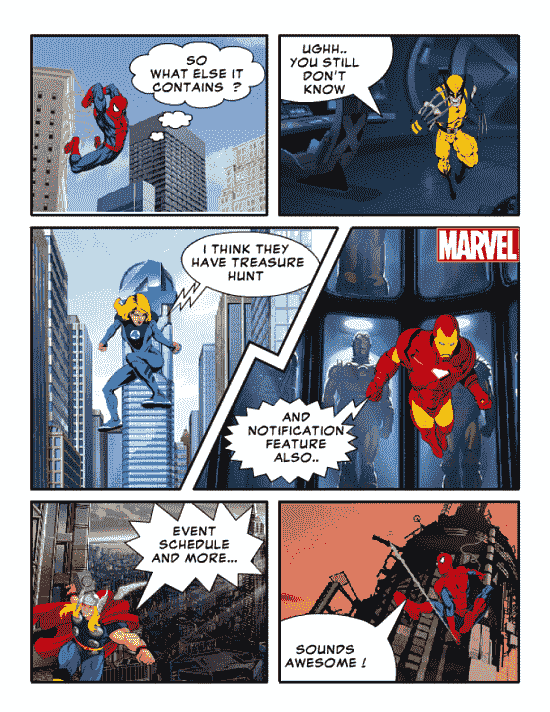 SO
WHAT ELSE IT
CONTAINS ?
UGHH..
YOU STILL
DON'T
KNOW
I THINK THEY
HAVE TREASURE
HUNT
MARVEL
AND
NOTIFICATION
FEATURE
ALSO..
EVENT
SCHEDULE
AND MORE...
SOUNDS
AWESOME !